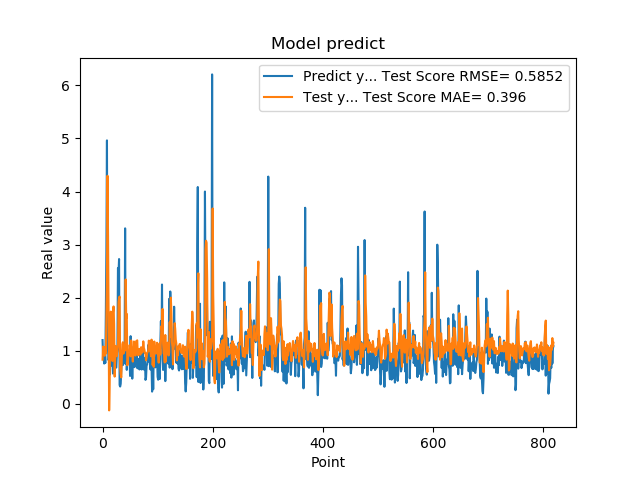 Model predict
Predict y... Test Score RMSE= 0.5852
Test y... Test Score MAE= 0.396
Real value
6
5
4
3
2
1
0
0 200 400 600 800
Point